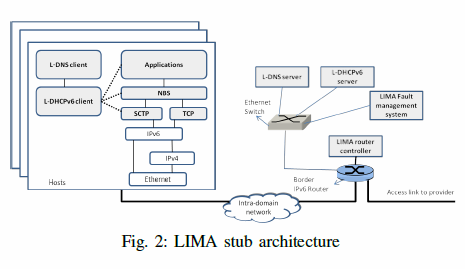 L-DNS client
Applications
L-DHCPv6 client
NBS
SCTP
TCP
IPv6
IPv4
Ethernet
Hosts
L-DNS server
L-DHCPv6
server
Ethernet
Switch
LIMA Fault
management
system
LIMA router
controller
Border
IPv6 Router
Intra-domain
network
Access link to provider
Fig. 2: LIMA stub architecture